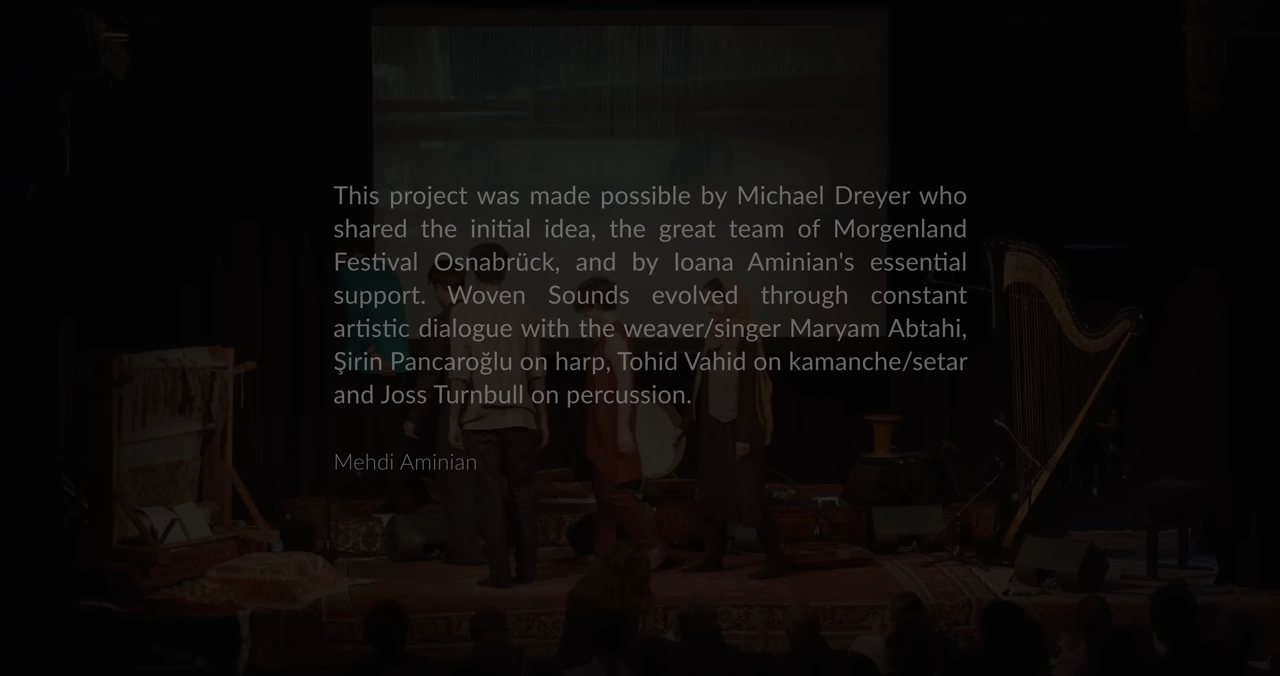 This project was made possible by Michael Dreyer who
shared the initial idea, the great team of Morgenland
Festival Osnabrück, and by Ioana Aminian's essential
support. Woven Sounds evolved through constant
artistic dialogue with the weaver/singer Maryam Abtahi,
Şirin Pancaroğlu on harp, Tohid Vahid on kamanche/setar
and Joss Turnbull on percussion.
Mehdi Aminian